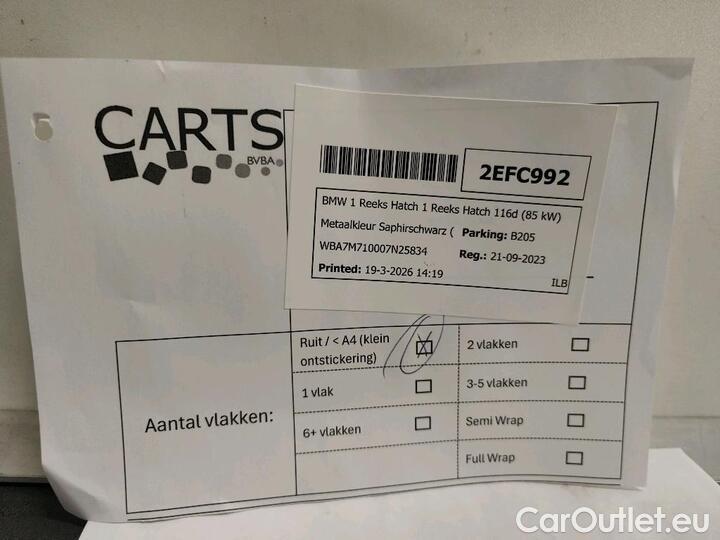 CARTS
BVBA
2EFC992
BMW 1 Reeks Hatch 1 Reeks Hatch 116d (85 kW)
Metaalkleur Saphirschwarz ( Parking: B205
WBA7M710007N25834 Reg.: 21-09-2023
Printed: 19-3-2026 14:19
ILB
Aantal vlakken:
Ruit / < A4 (klein
ontstickering)
2 vlakken
1 vlak
3-5 vlakken
6+ vlakken
Semi Wrap
Full Wrap
CarOutlet.eu